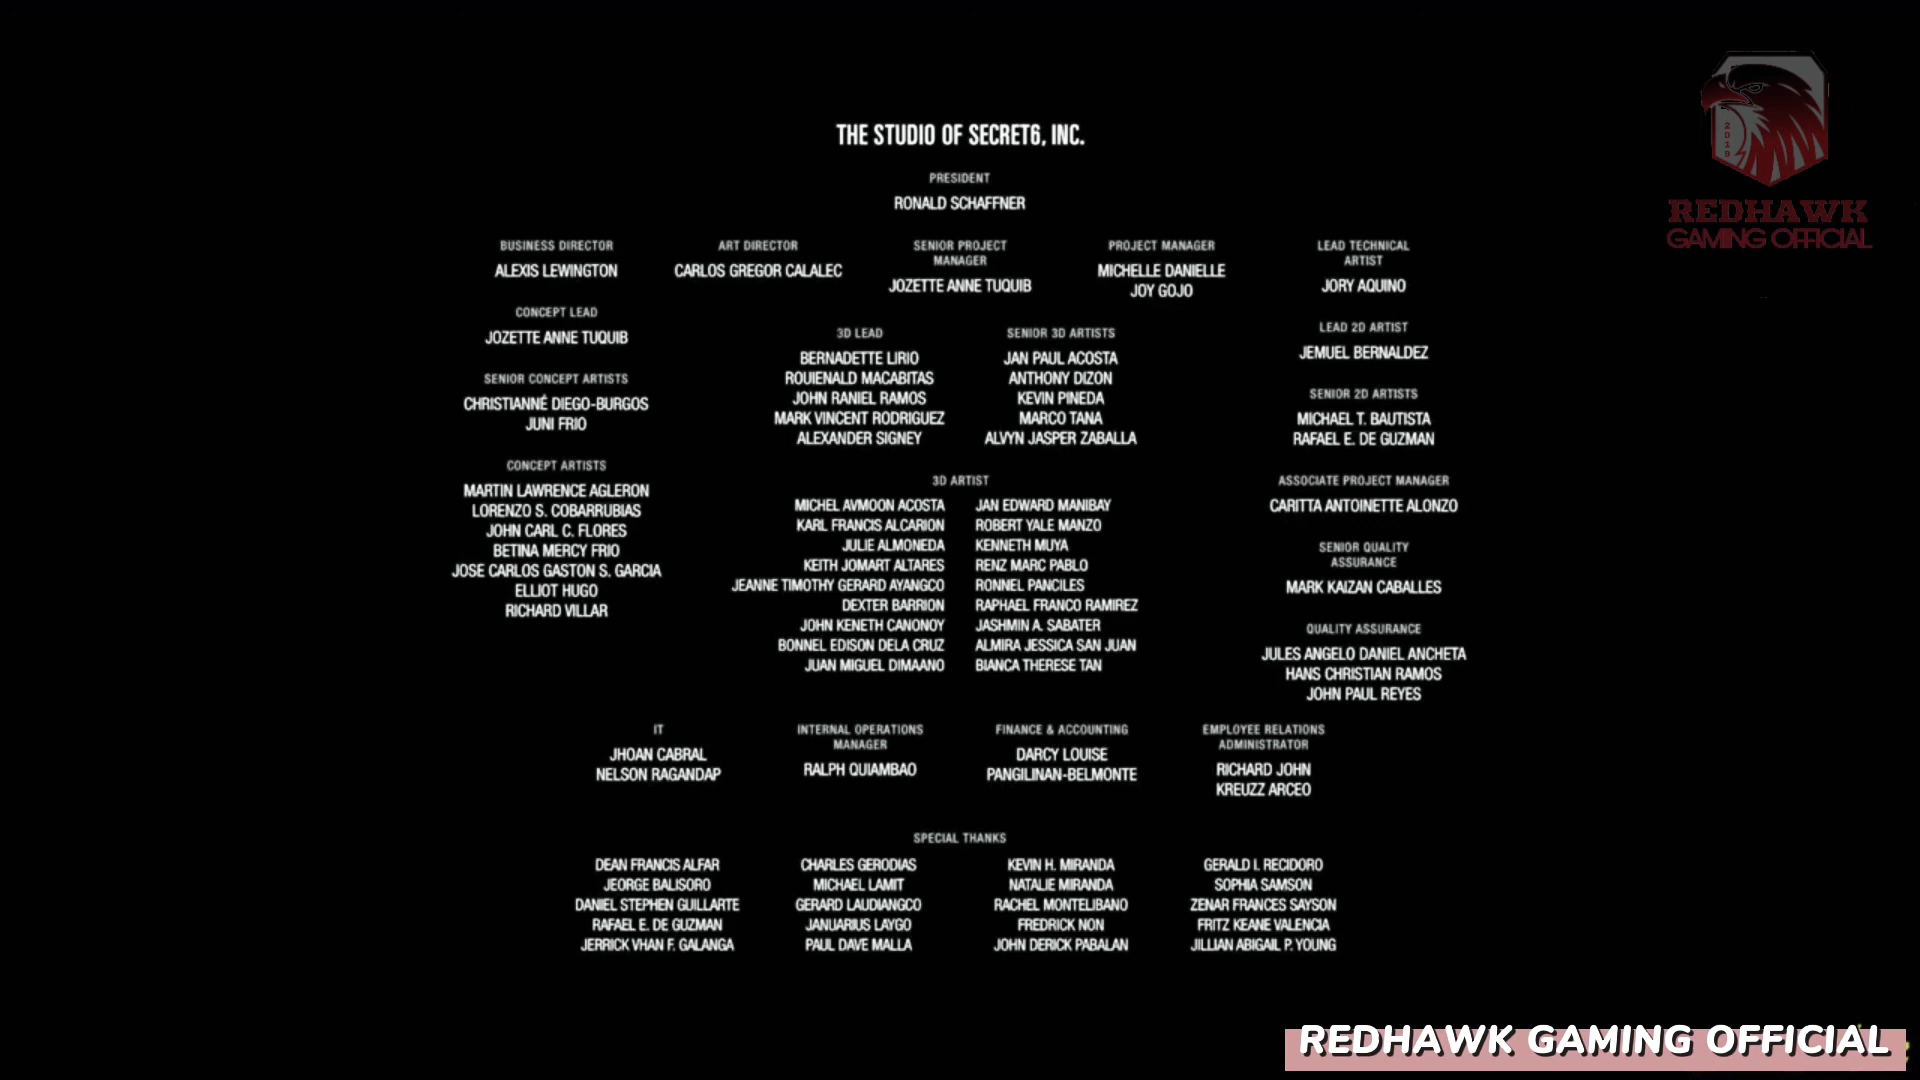 THE STUDIO OF SECRET6, INC.
PRESIDENT
RONALD SCHAFFNER
BUSINESS DIRECTOR
ALEXIS LEWINGTON
ART DIRECTOR
CARLOS GREGOR CALALEC
SENIOR PROJECT
MANAGER
JOZETTE ANNE TUQUIB
PROJECT MANAGER
MICHELLE DANIELLE
JOY GOJO
LEAD TECHNICAL
ARTIST
JORY AQUINO
CONCEPT LEAD
JOZETTE ANNE TUQUIB
SENIOR CONCEPT ARTISTS
CHRISTIANNÉ DIEGO-BURGOS
JUNI FRIO
CONCEPT ARTISTS
MARTIN LAWRENCE AGLERON
LORENZO S. COBARRUBIAS
JOHN CARL C. FLORES
BETINA MERCY FRIO
JOSE CARLOS GASTON S. GARCIA
ELLIOT HUGO
RICHARD VILLAR
3D LEAD
BERNADETTE LIRIO
ROUIENALD MACABITAS
JOHN RANIEL RAMOS
MARK VINCENT RODRIGUEZ
ALEXANDER SIGNEY
SENIOR 3D ARTISTS
JAN PAUL ACOSTA
ANTHONY DIZON
KEVIN PINEDA
MARCO TANA
ALVYN JASPER ZABALLA
3D ARTIST
MICHEL AVMOON ACOSTA
KARL FRANCIS ALCARION
JULIE ALMONEDA
KEITH JOMART ALTARES
JEANNE TIMOTHY GERARD AYANGCO
DEXTER BARRION
JOHN KENETH CANONOY
BONNEL EDISON DELA CRUZ
JUAN MIGUEL DIMAANO
JAN EDWARD MANIBAY
ROBERT YALE MANZO
KENNETH MUYA
RENZ MARC PABLO
RONNEL PANCILES
RAPHAEL FRANCO RAMIREZ
JASHMIN A. SABATER
ALMIRA JESSICA SAN JUAN
BIANCA THERESE TAN
LEAD 2D ARTIST
JEMUEL BERNALDEZ
SENIOR 2D ARTISTS
MICHAEL T. BAUTISTA
RAFAEL E. DE GUZMAN
ASSOCIATE PROJECT MANAGER
CARITTA ANTOINETTE ALONZO
SENIOR QUALITY
ASSURANCE
MARK KAIZAN CABALLES
QUALITY ASSURANCE
JULES ANGELO DANIEL ANCHETA
HANS CHRISTIAN RAMOS
JOHN PAUL REYES
IT
JHOAN CABRAL
NELSON RAGANDAP
INTERNAL OPERATIONS
MANAGER
RALPH QUIAMBAO
FINANCE & ACCOUNTING
DARCY LOUISE
PANGILINAN-BELMONTE
EMPLOYEE RELATIONS
ADMINISTRATOR
RICHARD JOHN
KREUZZ ARCEO
SPECIAL THANKS
DEAN FRANCIS ALFAR
JEORGE BALISORO
DANIEL STEPHEN GUILLARTE
RAFAEL E. DE GUZMAN
JERRICK VHAN F. GALANGA
CHARLES GERODIAS
MICHAEL LAMIT
GERARD LAUDIANGCO
JANUARIUS LAYGO
PAUL DAVE MALLA
KEVIN H. MIRANDA
NATALIE MIRANDA
RACHEL MONTELIBANO
FREDRICK NON
JOHN DERICK PABALAN
GERALD I. RECIDORO
SOPHIA SAMSON
ZENAR FRANCES SAYSON
FRITZ KEANE VALENCIA
JILLIAN ABIGAIL P. YOUNG
2019
REDHAWK
GAMING OFFICIAL
REDHAWK GAMING OFFICIAL